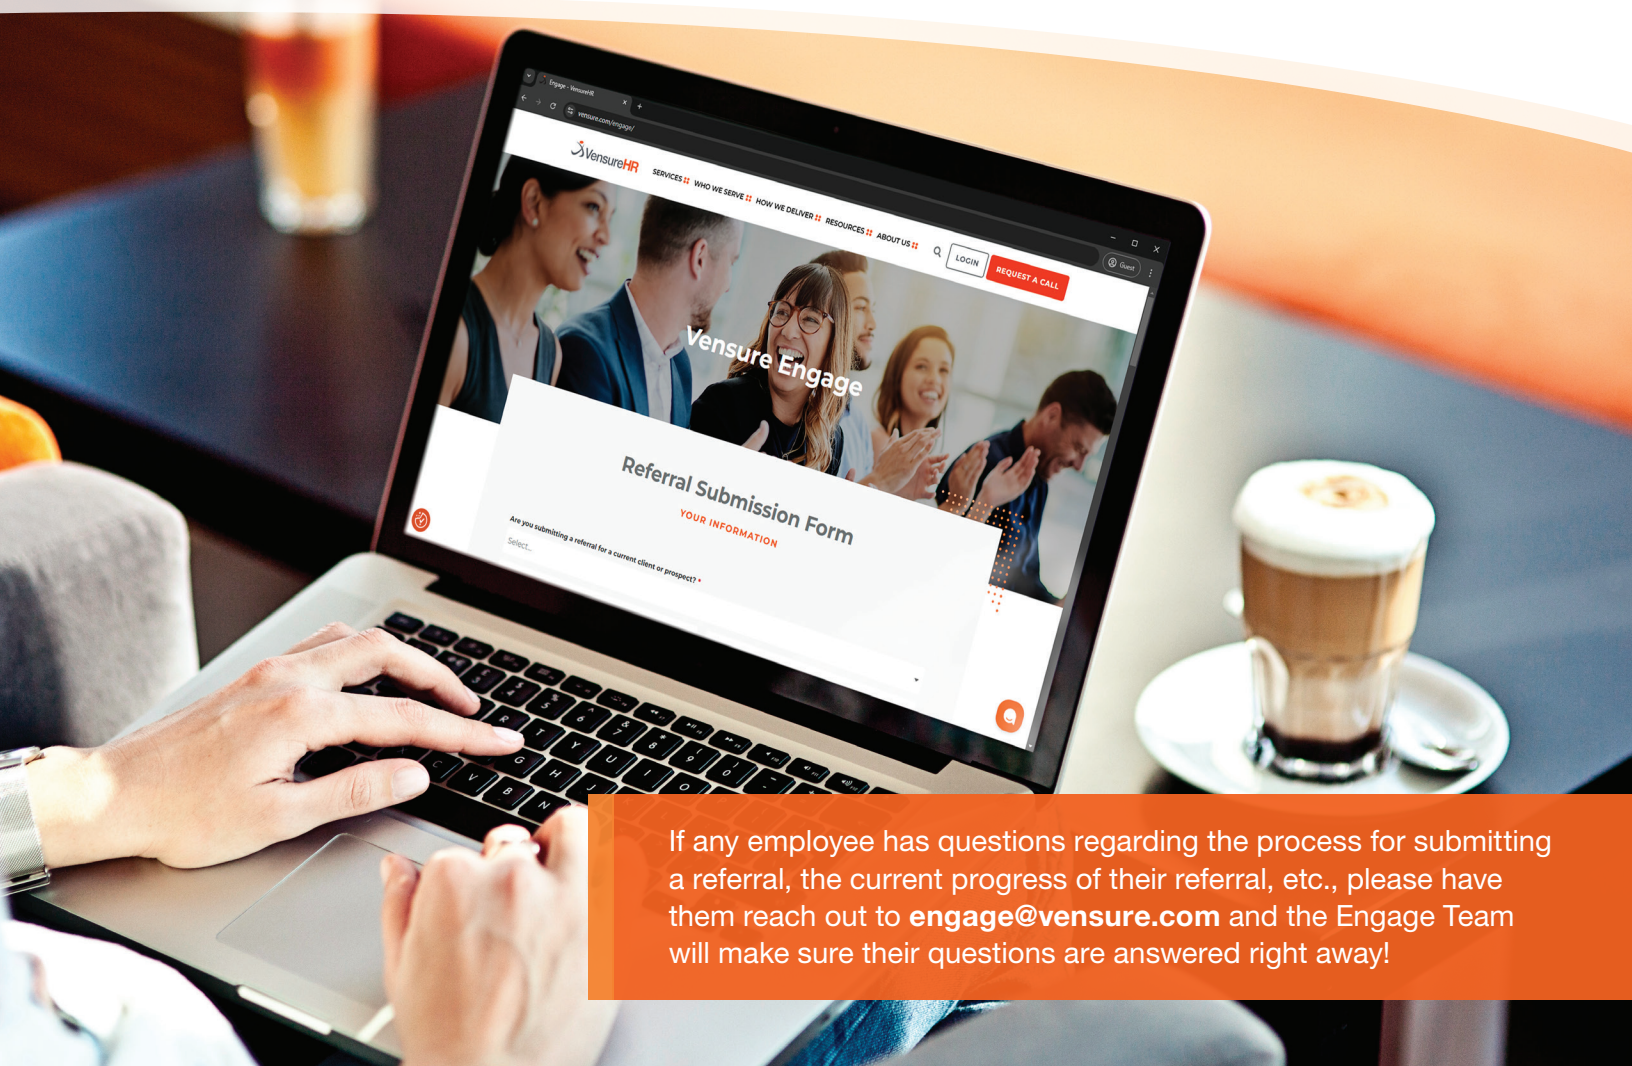 Engage - VensureHR
vensure.com/engage/
Guest
VensureHR
SERVICES WHO WE SERVE HOW WE DELIVER RESOURCES ABOUT US LOGIN REQUEST A CALL
Vensure Engage
Referral Submission Form
YOUR INFORMATION
Are you submitting a referral for a current client or prospect? *
Select...
If any employee has questions regarding the process for submitting
a referral, the current progress of their referral, etc., please have
them reach out to engage@vensure.com and the Engage Team
will make sure their questions are answered right away!